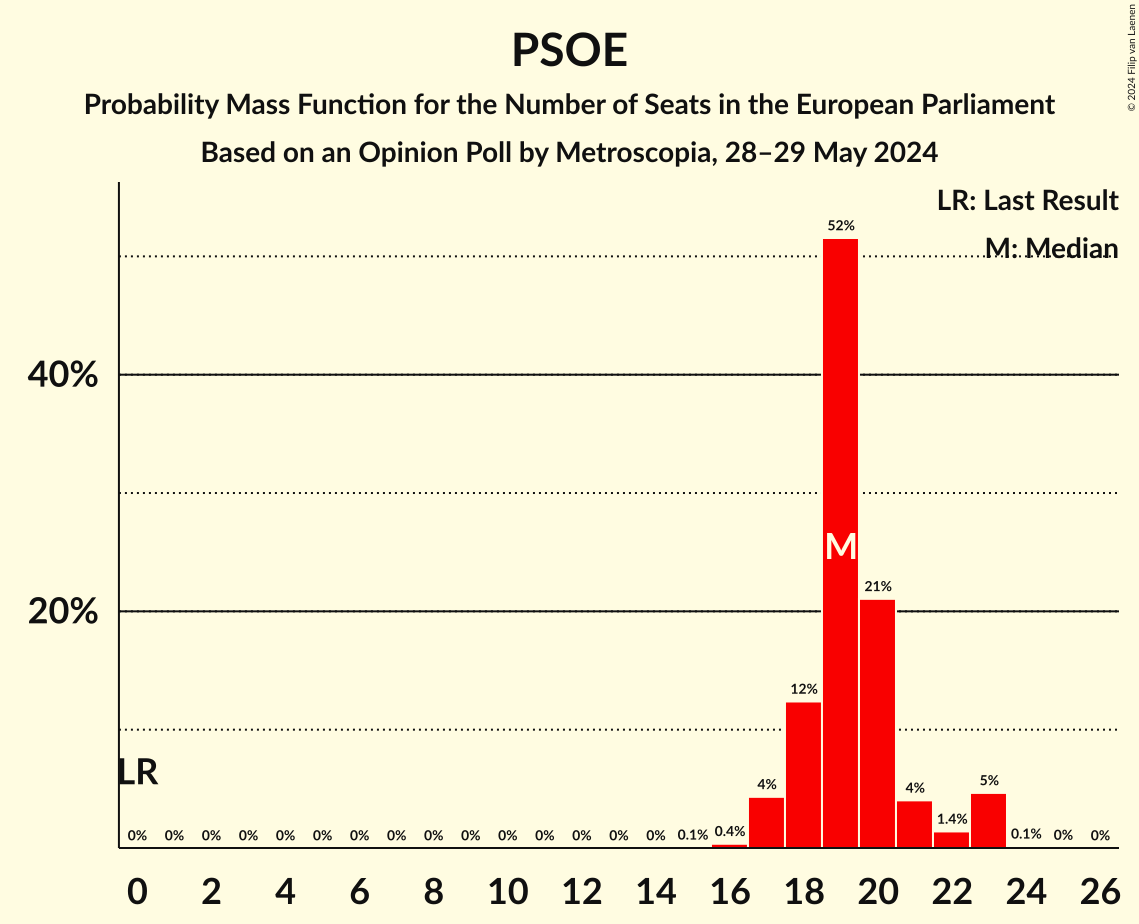 PSOE
Probability Mass Function for the Number of Seats in the European Parliament
Based on an Opinion Poll by Metroscopia, 28–29 May 2024
© 2024 Filip van Laenen
LR: Last Result
M: Median
52%
40%
M
20%
21%
12%
LR
4%
4%
5%
0% 0% 0% 0% 0% 0% 0% 0% 0% 0% 0% 0% 0% 0% 0% 0.1% 0.4% 1.4% 0.1% 0% 0%
0 2 4 6 8 10 12 14 16 18 20 22 24 26